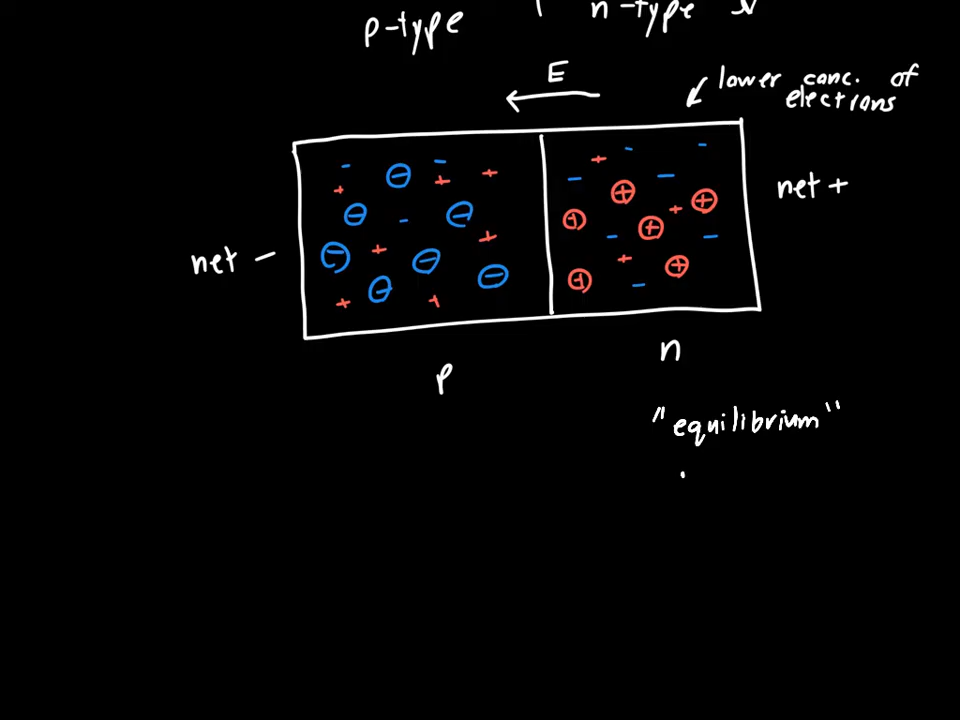 p-type
n-type
E
lower conc. of
electrons
net +
net -
p
n
"equilibrium"